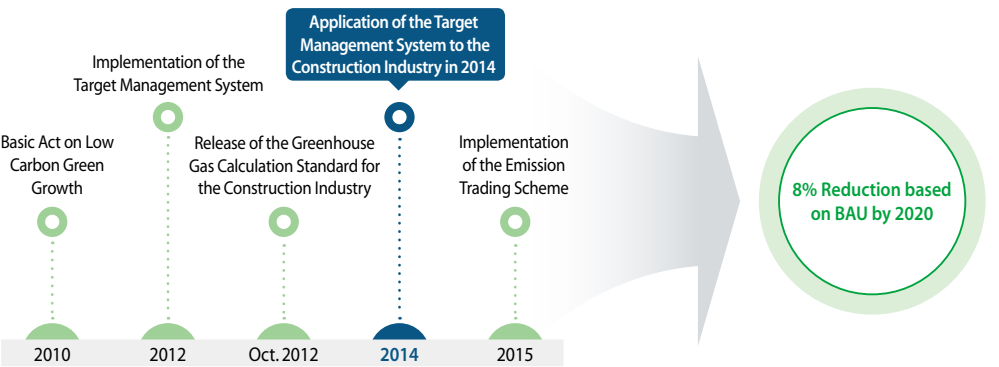 Basic Act on Low
Carbon Green
Growth
Implementation of the
Target Management System
Release of the Greenhouse
Gas Calculation Standard for
the Construction Industry
Application of the Target
Management System to the
Construction Industry in 2014
Implementation
of the Emission
Trading Scheme
2010
2012
Oct. 2012
2014
2015
8% Reduction based
on BAU by 2020